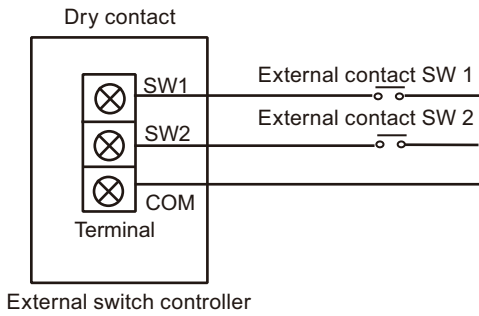 Dry contact
SW1
External contact SW 1
SW2
External contact SW 2
COM
Terminal
External switch controller